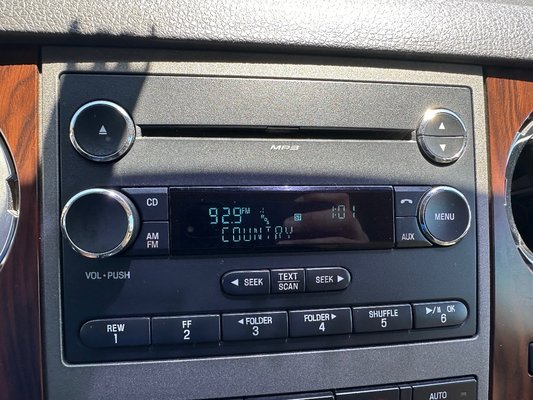 MP3
CD
92.9 FM
1:01
MENU
AM
FM
COUNTRY
AUX
VOL • PUSH
◄ SEEK
TEXT
SCAN
SEEK ►
REW
1
FF
2
◄ FOLDER
3
FOLDER ►
4
SHUFFLE
5
►/II OK
6
AUTO